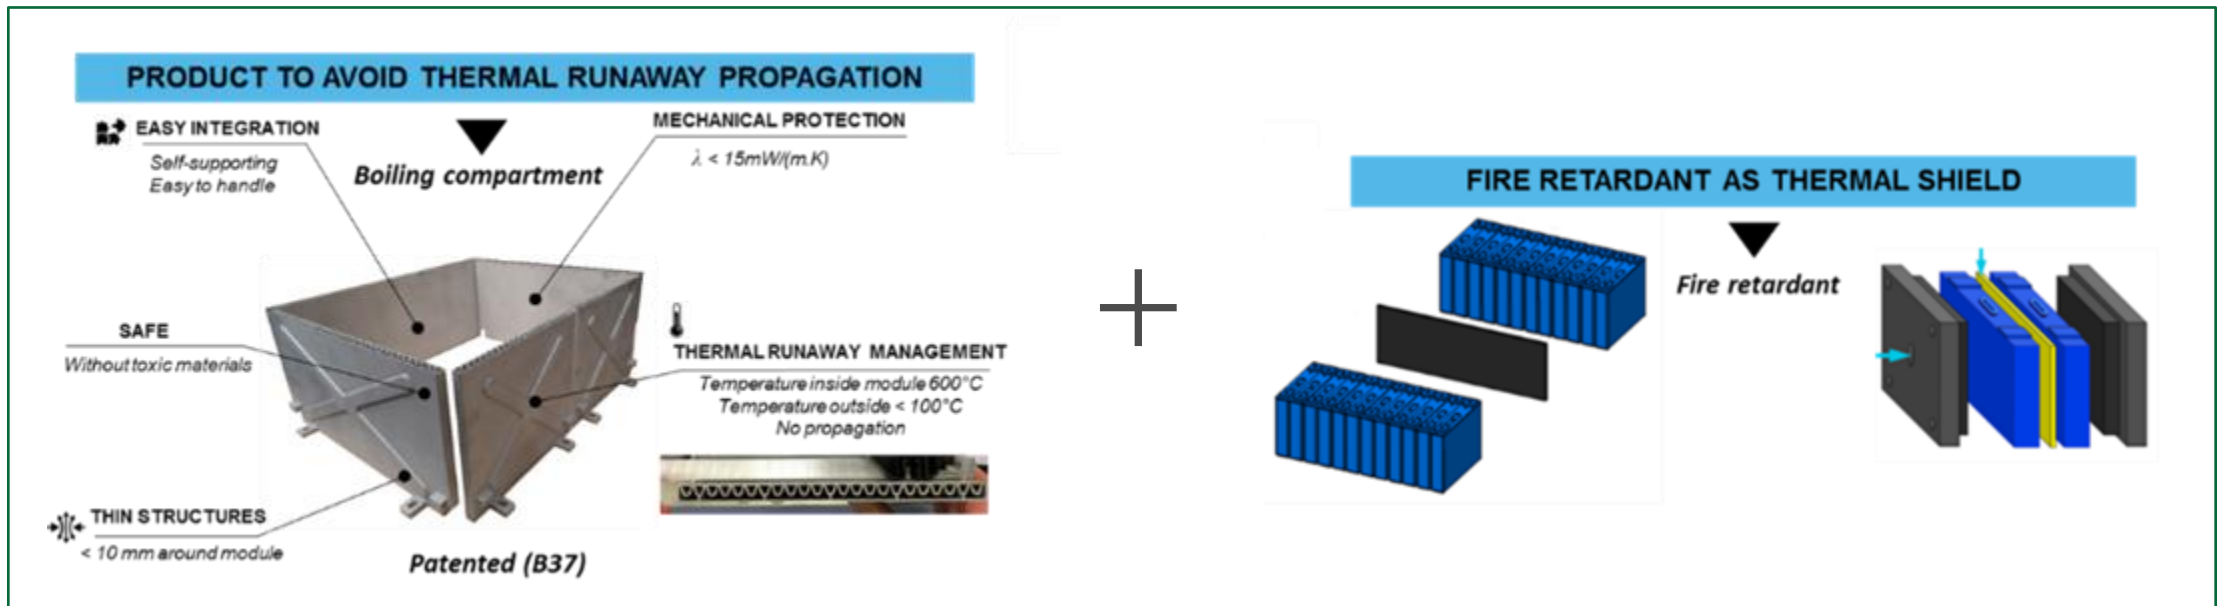 PRODUCT TO AVOID THERMAL RUNAWAY PROPAGATION
EASY INTEGRATION
Self-supporting
Easy to handle
Boiling compartment
MECHANICAL PROTECTION
λ < 15mW/(m.K)
SAFE
Without toxic materials
THERMAL RUNAWAY MANAGEMENT
Temperature inside module 600°C
Temperature outside < 100°C
No propagation
THIN STRUCTURES
< 10 mm around module
Patented (B37)
+
FIRE RETARDANT AS THERMAL SHIELD
Fire retardant